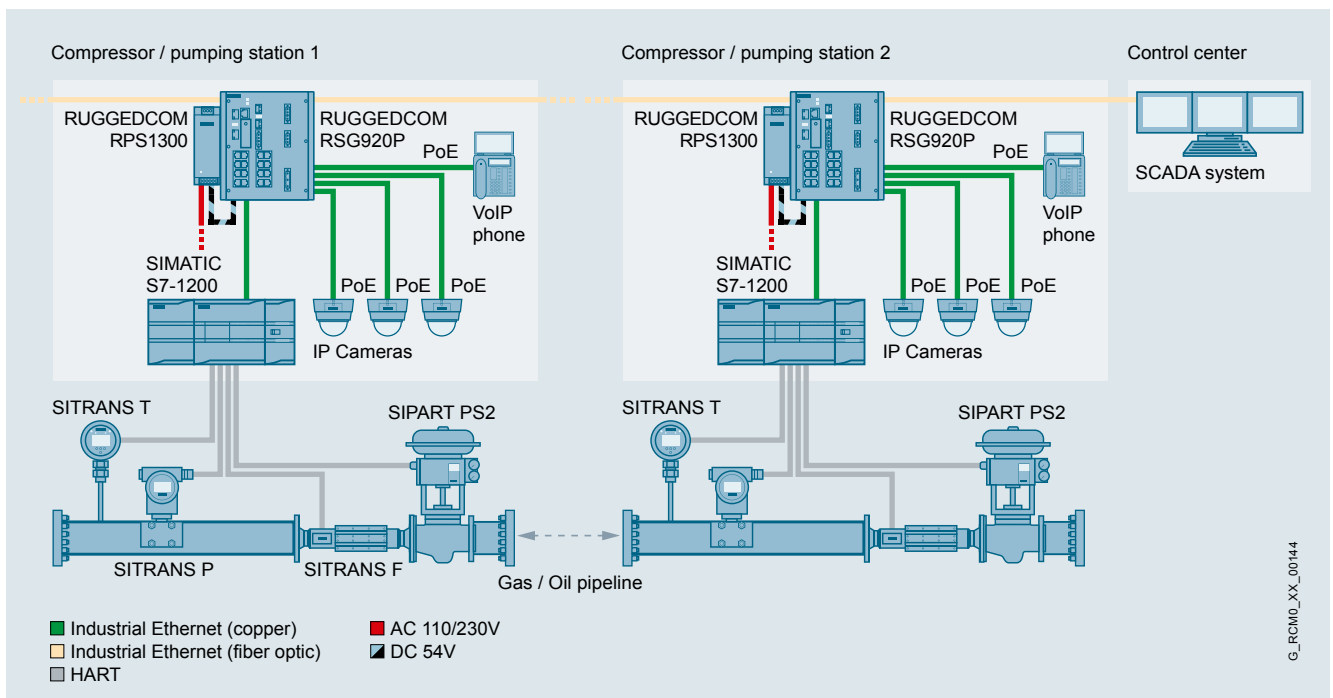 Compressor / pumping station 1
Compressor / pumping station 2
Control center
RUGGEDCOM
RPS1300
RUGGEDCOM
RSG920P
PoE
VoIP
phone
SIMATIC
S7-1200
PoE
PoE
PoE
IP Cameras
RUGGEDCOM
RPS1300
RUGGEDCOM
RSG920P
PoE
VoIP
phone
SIMATIC
S7-1200
PoE
PoE
PoE
IP Cameras
SCADA system
SITRANS T
SIPART PS2
SITRANS P
SITRANS F
Gas / Oil pipeline
SITRANS T
SIPART PS2
Industrial Ethernet (copper)
Industrial Ethernet (fiber optic)
HART
AC 110/230V
DC 54V
G_RCM0_XX_00144